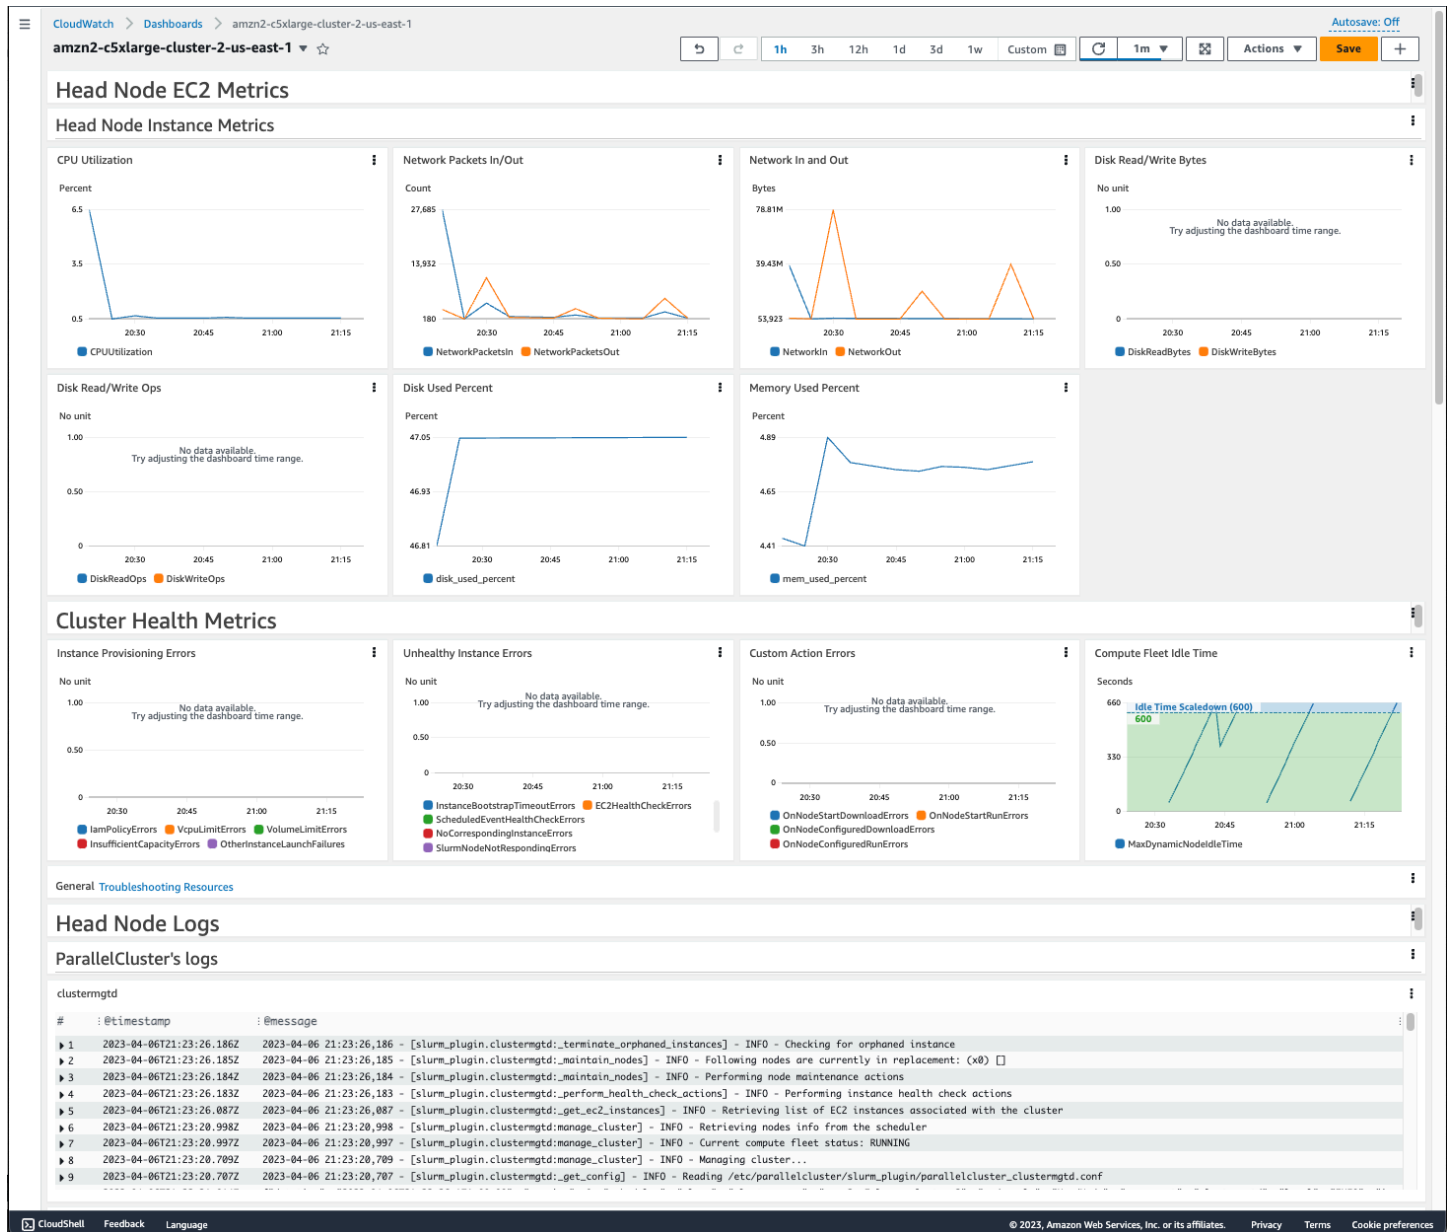 CloudWatch > Dashboards > amzn2-c5xlarge-cluster-2-us-east-1
Autosave: Off
amzn2-c5xlarge-cluster-2-us-east-1
1h 3h 12h 1d 3d 1w Custom 1m Actions Save
Head Node EC2 Metrics
Head Node Instance Metrics
CPU Utilization
Percent
6.5
3.5
0.5
20:30 20:45 21:00 21:15
CPUUtilization
Network Packets In/Out
Count
27,685
13,932
180
20:30 20:45 21:00 21:15
NetworkPacketsIn NetworkPacketsOut
Network In and Out
Bytes
78.81M
39.43M
53,923
20:30 20:45 21:00 21:15
NetworkIn NetworkOut
Disk Read/Write Bytes
No unit
1.00
No data available.
Try adjusting the dashboard time range.
0.50
0
20:30 20:45 21:00 21:15
DiskReadBytes DiskWriteBytes
Disk Read/Write Ops
No unit
1.00
No data available.
Try adjusting the dashboard time range.
0.50
0
20:30 20:45 21:00 21:15
DiskReadOps DiskWriteOps
Disk Used Percent
Percent
47.05
46.93
46.81
20:30 20:45 21:00 21:15
disk_used_percent
Memory Used Percent
Percent
4.89
4.65
4.41
20:30 20:45 21:00 21:15
mem_used_percent
Cluster Health Metrics
Instance Provisioning Errors
No unit
1.00
No data available.
Try adjusting the dashboard time range.
0.50
0
20:30 20:45 21:00 21:15
IamPolicyErrors VcpuLimitErrors VolumeLimitErrors
InsufficientCapacityErrors OtherInstanceLaunchFailures
Unhealthy Instance Errors
No unit
No data available.
1.00
Try adjusting the dashboard time range.
0.50
0
20:30 20:45 21:00 21:15
InstanceBootstrapTimeoutErrors EC2HealthCheckErrors
ScheduledEventHealthCheckErrors
NoCorrespondingInstanceErrors
SlurmNodeNotRespondingErrors
Custom Action Errors
No unit
1.00
No data available.
Try adjusting the dashboard time range.
0.50
0
20:30 20:45 21:00 21:15
OnNodeStartDownloadErrors OnNodeStartRunErrors
OnNodeConfiguredDownloadErrors
OnNodeConfiguredRunErrors
Compute Fleet Idle Time
Seconds
660
Idle Time Scaledown (600)
600
330
0
20:30 20:45 21:00 21:15
MaxDynamicNodeIdleTime
General Troubleshooting Resources
Head Node Logs
ParallelCluster's logs
clustermgtd
# @timestamp @message
1 2023-04-06T21:23:26.186Z 2023-04-06 21:23:26,186 - [slurm_plugin.clustermgtd:_terminate_orphaned_instances] - INFO - Checking for orphaned instance
2 2023-04-06T21:23:26.185Z 2023-04-06 21:23:26,185 - [slurm_plugin.clustermgtd:_maintain_nodes] - INFO - Following nodes are currently in replacement: (x0) []
3 2023-04-06T21:23:26.184Z 2023-04-06 21:23:26,184 - [slurm_plugin.clustermgtd:_maintain_nodes] - INFO - Performing node maintenance actions
4 2023-04-06T21:23:26.183Z 2023-04-06 21:23:26,183 - [slurm_plugin.clustermgtd:_perform_health_check_actions] - INFO - Performing instance health check actions
5 2023-04-06T21:23:26.087Z 2023-04-06 21:23:26,087 - [slurm_plugin.clustermgtd:_get_ec2_instances] - INFO - Retrieving list of EC2 instances associated with the cluster
6 2023-04-06T21:23:20.998Z 2023-04-06 21:23:20,998 - [slurm_plugin.clustermgtd:manage_cluster] - INFO - Retrieving nodes info from the scheduler
7 2023-04-06T21:23:20.997Z 2023-04-06 21:23:20,997 - [slurm_plugin.clustermgtd:manage_cluster] - INFO - Current compute fleet status: RUNNING
8 2023-04-06T21:23:20.709Z 2023-04-06 21:23:20,709 - [slurm_plugin.clustermgtd:manage_cluster] - INFO - Managing cluster...
9 2023-04-06T21:23:20.707Z 2023-04-06 21:23:20,707 - [slurm_plugin.clustermgtd:_get_config] - INFO - Reading /etc/parallelcluster/slurm_plugin/parallelcluster_clustermgtd.conf
CloudShell Feedback Language © 2023, Amazon Web Services, Inc. or its affiliates. Privacy Terms Cookie preferences